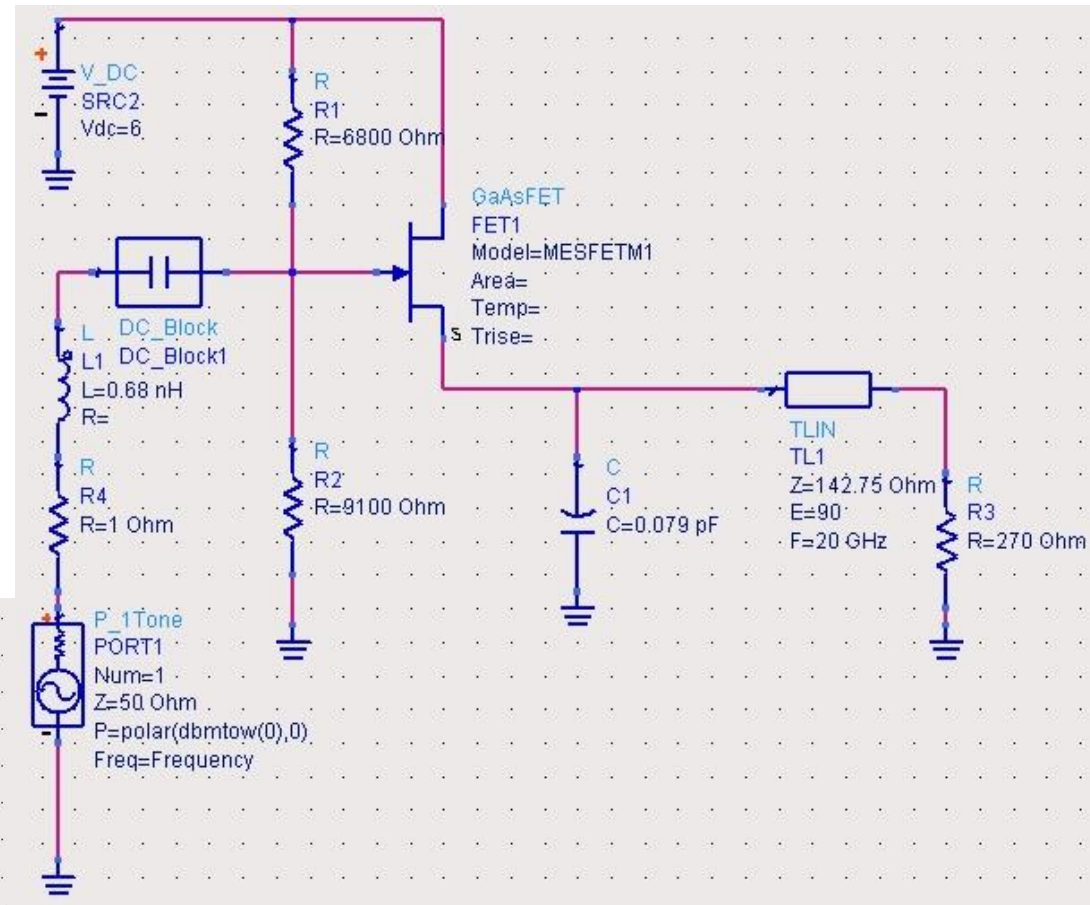 +
V_DC
SRC2
Vdc=6
-
R
R1
R=6800 Ohm
GaAsFET
FET1
Model=MESFETM1
Area=
Temp=
Trise=
S
DC_Block
DC_Block1
L
L1
L=0.68 nH
R=
R
R4
R=1 Ohm
R
R2
R=9100 Ohm
C
C1
C=0.079 pF
TLIN
TL1
Z=142.75 Ohm
E=90
F=20 GHz
R
R3
R=270 Ohm
+
P_1Tone
PORT1
Num=1
Z=50 Ohm
P=polar(dbmtow(0),0)
Freq=Frequency
-